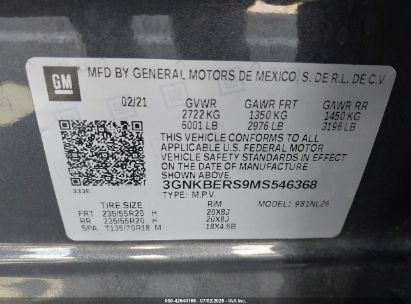 GM MFD BY GENERAL MOTORS DE MEXICO, S. DE R.L. DE C.V.
02/21 GVWR GAWR FRT GAWR RR
2722 KG 1350 KG 1450 KG
6001 LB 2976 LB 3196 LB
THIS VEHICLE CONFORMS TO ALL
APPLICABLE U.S. FEDERAL MOTOR
VEHICLE SAFETY STANDARDS IN EFFECT ON
THE DATE OF MANUFACTURE SHOWN ABOVE.
333E 3GNKBERS9MS546368
TYPE: M.P.V. MODEL: 981NL26
TIRE SIZE RIM
FRT 235/55R20 H 20X8J
RR 235/55R20 H 20X8J
SPA T135/70R18 M 18X4.5B